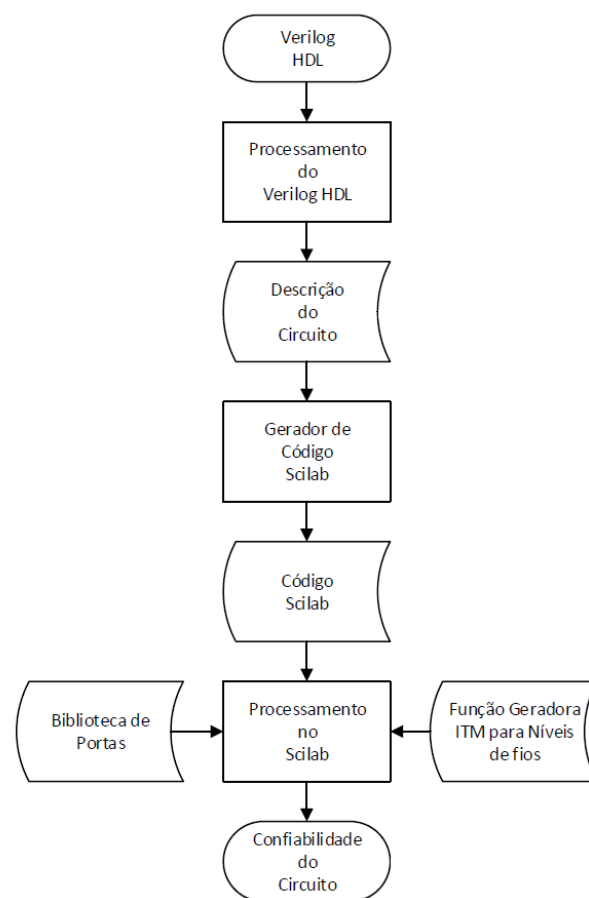 Verilog
HDL
Processamento
do
Verilog HDL
Descrição
do
Circuito
Gerador de
Código
Scilab
Código
Scilab
Biblioteca de
Portas
Processamento
no
Scilab
Função Geradora
ITM para Níveis
de fios
Confiabilidade
do
Circuito